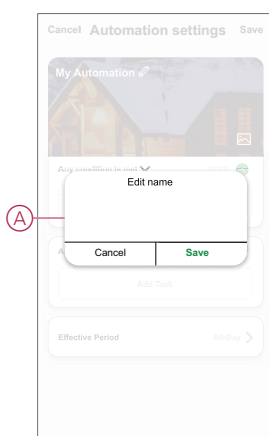 Cancel Automation settings Save
My Automation
Any condition is met
Edit name
A
Cancel Save
Add Task
Effective Period All-Day